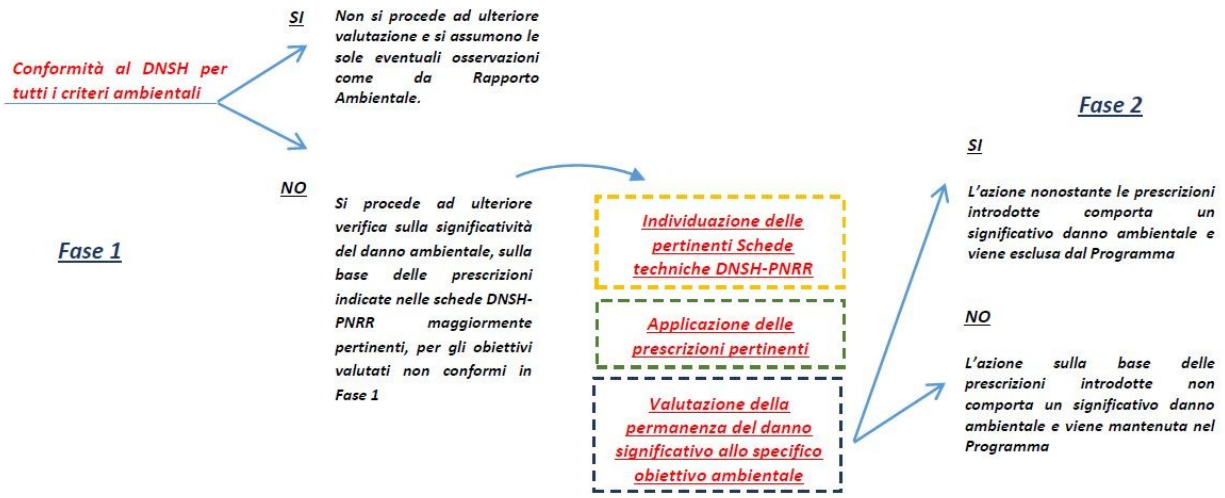 Conformità al DNSH per
tutti i criteri ambientali
SI
Non si procede ad ulteriore
valutazione e si assumono le
sole eventuali osservazioni
come da Rapporto
Ambientale.
NO
Si procede ad ulteriore
verifica sulla significatività
del danno ambientale, sulla
base delle prescrizioni
indicate nelle schede DNSH-
PNRR maggiormente
pertinenti, per gli obiettivi
valutati non conformi in
Fase 1
Fase 1
Individuazione delle
pertinenti Schede
techniche DNSH-PNRR
Applicazione delle
prescrizioni pertinenti
Valutazione della
permanenza del danno
significativo allo specifico
obiettivo ambientale
Fase 2
SI
L'azione nonostante le prescrizioni
introdotte comporta un
significativo danno ambientale e
viene esclusa dal Programma
NO
L'azione sulla base delle
prescrizioni introdotte non
comporta un significativo danno
ambientale e viene mantenuta nel
Programma